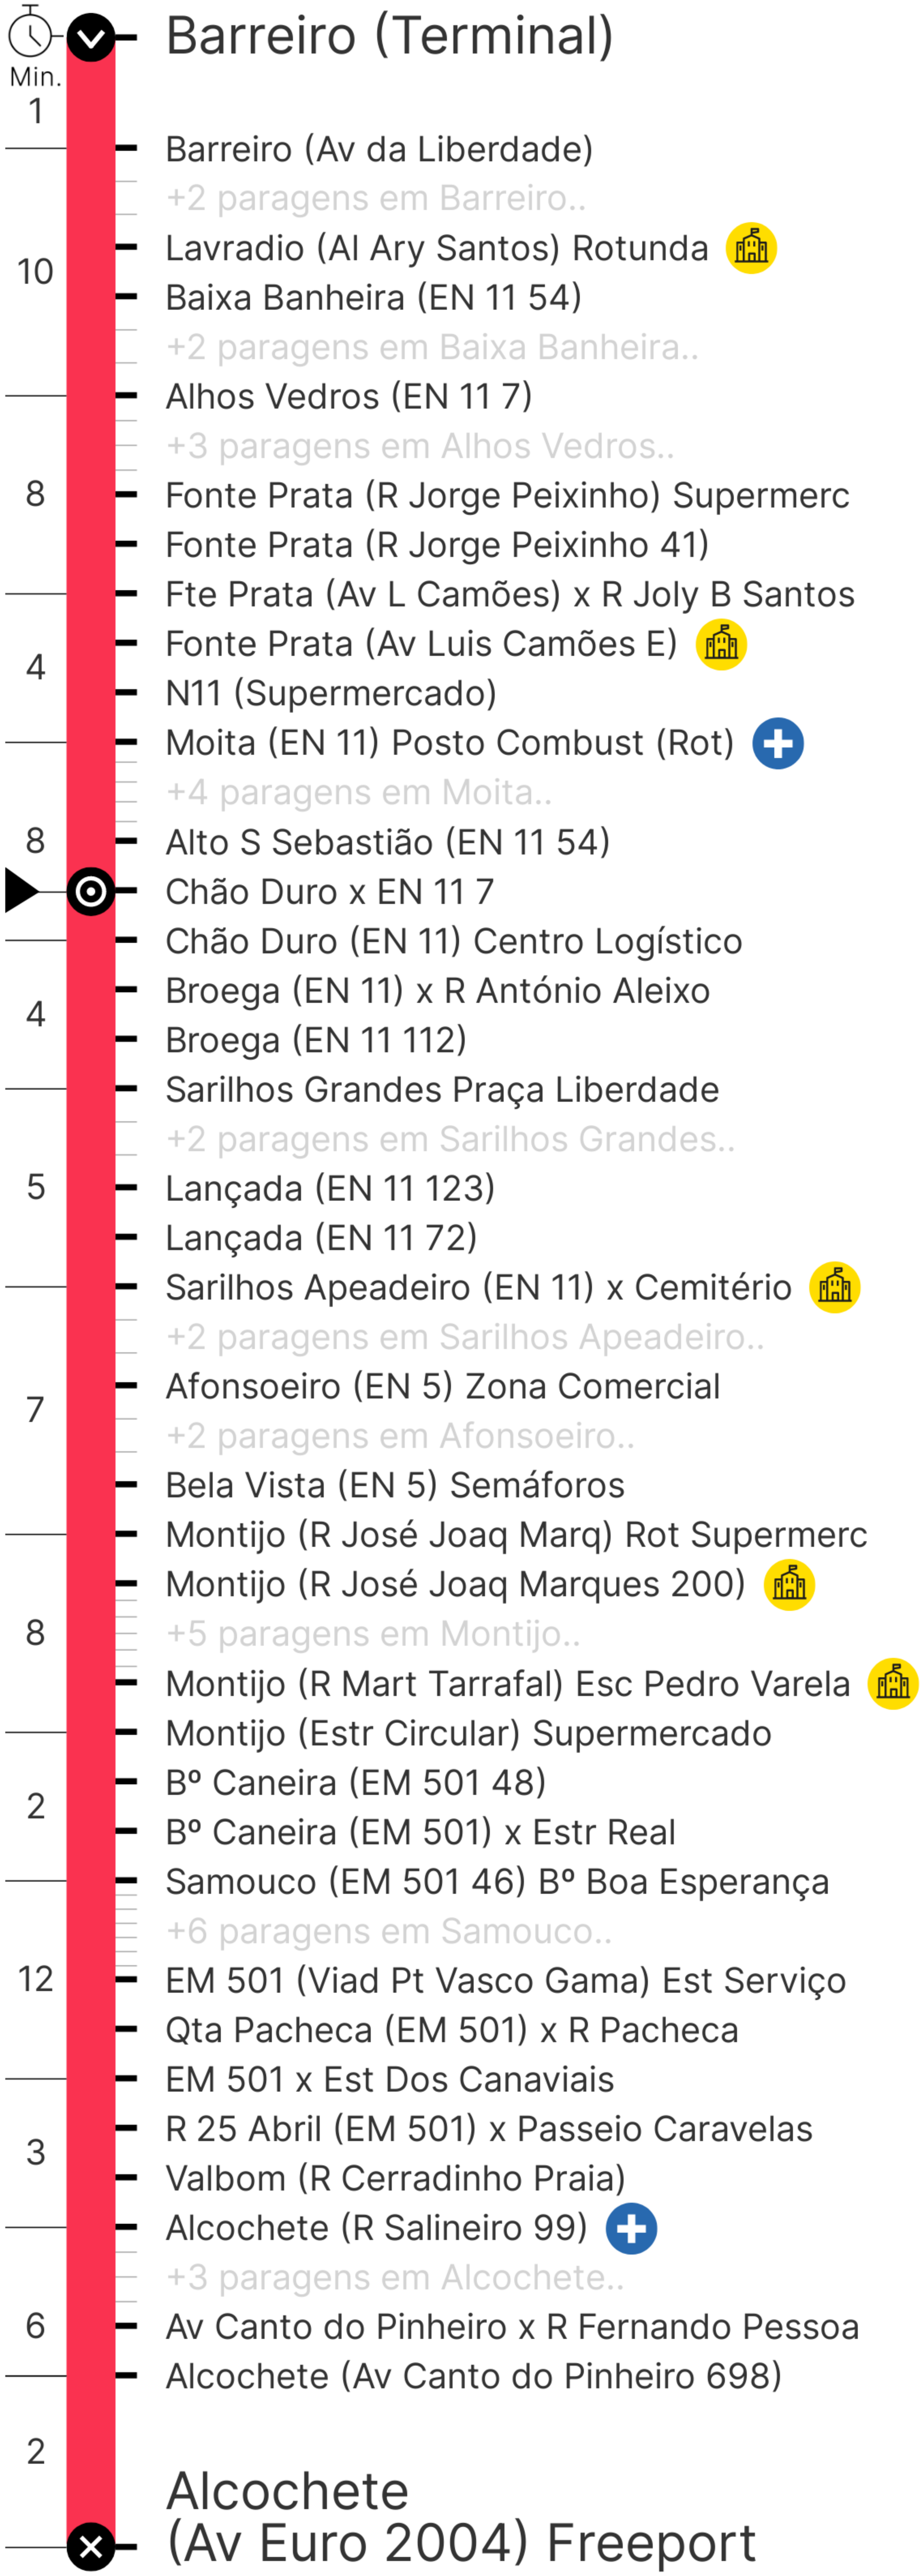 Barreiro (Terminal)
Min.
1
Barreiro (Av da Liberdade)
+2 paragens em Barreiro..
Lavradio (Al Ary Santos) Rotunda
10
Baixa Banheira (EN 11 54)
+2 paragens em Baixa Banheira..
Alhos Vedros (EN 11 7)
+3 paragens em Alhos Vedros..
8
Fonte Prata (R Jorge Peixinho) Supermerc
Fonte Prata (R Jorge Peixinho 41)
Fte Prata (Av L Camões) x R Joly B Santos
Fonte Prata (Av Luis Camões E)
4
N11 (Supermercado)
Moita (EN 11) Posto Combust (Rot)
+4 paragens em Moita..
8
Alto S Sebastião (EN 11 54)
Chão Duro x EN 11 7
Chão Duro (EN 11) Centro Logístico
Broega (EN 11) x R António Aleixo
4
Broega (EN 11 112)
Sarilhos Grandes Praça Liberdade
+2 paragens em Sarilhos Grandes..
5
Lançada (EN 11 123)
Lançada (EN 11 72)
Sarilhos Apeadeiro (EN 11) x Cemitério
+2 paragens em Sarilhos Apeadeiro..
Afonsoeiro (EN 5) Zona Comercial
7
+2 paragens em Afonsoeiro..
Bela Vista (EN 5) Semáforos
Montijo (R José Joaq Marq) Rot Supermerc
Montijo (R José Joaq Marques 200)
8
+5 paragens em Montijo..
Montijo (R Mart Tarrafal) Esc Pedro Varela
Montijo (Estr Circular) Supermercado
Bº Caneira (EM 501 48)
2
Bº Caneira (EM 501) x Estr Real
Samouco (EM 501 46) Bº Boa Esperança
+6 paragens em Samouco..
12
EM 501 (Viad Pt Vasco Gama) Est Serviço
Qta Pacheca (EM 501) x R Pacheca
EM 501 x Est Dos Canaviais
R 25 Abril (EM 501) x Passeio Caravelas
3
Valbom (R Cerradinho Praia)
Alcochete (R Salineiro 99)
+3 paragens em Alcochete..
6
Av Canto do Pinheiro x R Fernando Pessoa
Alcochete (Av Canto do Pinheiro 698)
2
Alcochete
(Av Euro 2004) Freeport